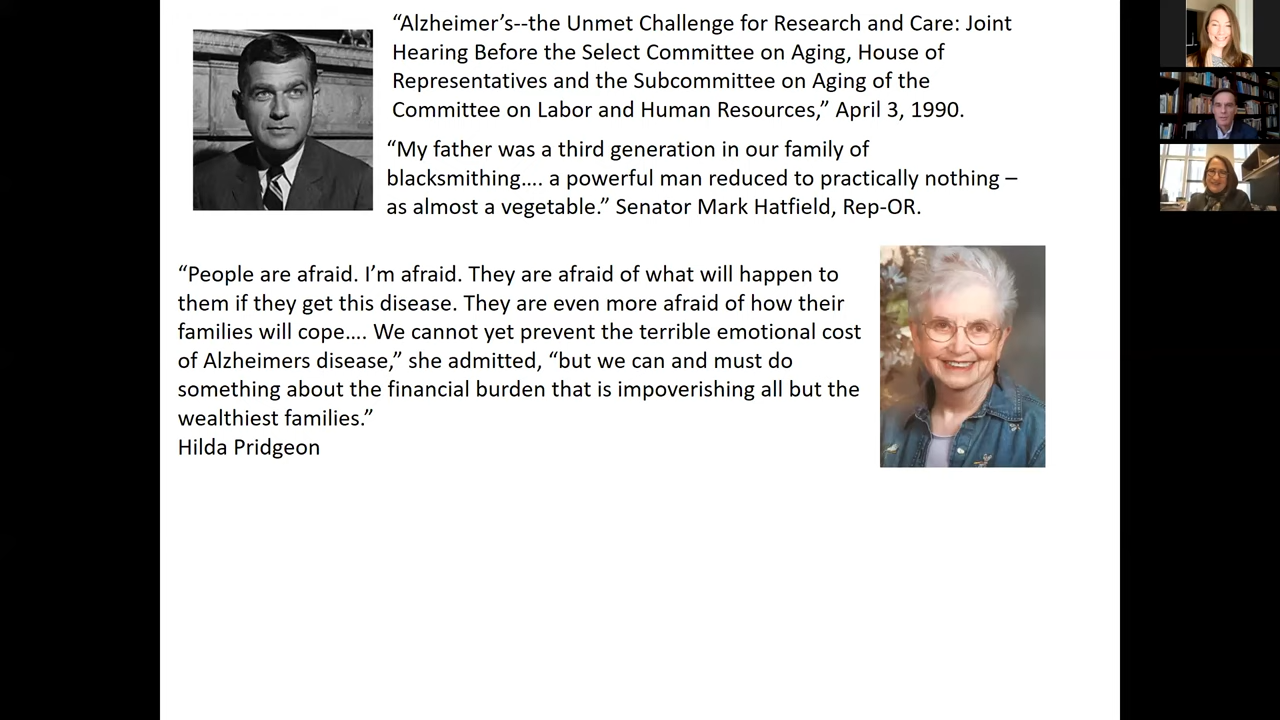 “Alzheimer’s--the Unmet Challenge for Research and Care: Joint
Hearing Before the Select Committee on Aging, House of
Representatives and the Subcommittee on Aging of the
Committee on Labor and Human Resources,” April 3, 1990.
“My father was a third generation in our family of
blacksmithing…. a powerful man reduced to practically nothing –
as almost a vegetable.” Senator Mark Hatfield, Rep-OR.
“People are afraid. I’m afraid. They are afraid of what will happen to
them if they get this disease. They are even more afraid of how their
families will cope…. We cannot yet prevent the terrible emotional cost
of Alzheimers disease,” she admitted, “but we can and must do
something about the financial burden that is impoverishing all but the
wealthiest families.”
Hilda Pridgeon